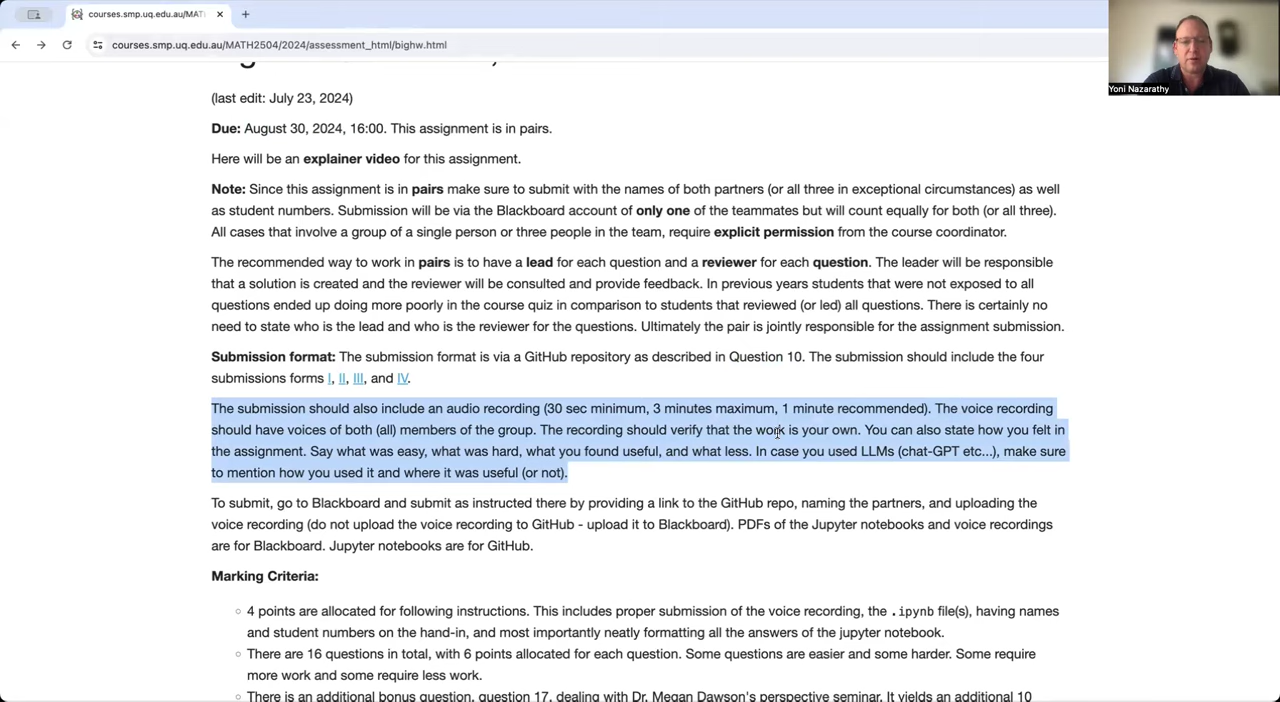 courses.smp.uq.edu.au/MAT
courses.smp.uq.edu.au/MATH2504/2024/assessment_html/bighw.html
Yoni Nazarathy
(last edit: July 23, 2024)
Due: August 30, 2024, 16:00. This assignment is in pairs.
Here will be an explainer video for this assignment.
Note: Since this assignment is in pairs make sure to submit with the names of both partners (or all three in exceptional circumstances) as well
as student numbers. Submission will be via the Blackboard account of only one of the teammates but will count equally for both (or all three).
All cases that involve a group of a single person or three people in the team, require explicit permission from the course coordinator.
The recommended way to work in pairs is to have a lead for each question and a reviewer for each question. The leader will be responsible
that a solution is created and the reviewer will be consulted and provide feedback. In previous years students that were not exposed to all
questions ended up doing more poorly in the course quiz in comparison to students that reviewed (or led) all questions. There is certainly no
need to state who is the lead and who is the reviewer for the questions. Ultimately the pair is jointly responsible for the assignment submission.
Submission format: The submission format is via a GitHub repository as described in Question 10. The submission should include the four
submissions forms I, II, III, and IV.
The submission should also include an audio recording (30 sec minimum, 3 minutes maximum, 1 minute recommended). The voice recording
should have voices of both (all) members of the group. The recording should verify that the work is your own. You can also state how you felt in
the assignment. Say what was easy, what was hard, what you found useful, and what less. In case you used LLMs (chat-GPT etc...), make sure
to mention how you used it and where it was useful (or not).
To submit, go to Blackboard and submit as instructed there by providing a link to the GitHub repo, naming the partners, and uploading the
voice recording (do not upload the voice recording to GitHub - upload it to Blackboard). PDFs of the Jupyter notebooks and voice recordings
are for Blackboard. Jupyter notebooks are for GitHub.
Marking Criteria:
4 points are allocated for following instructions. This includes proper submission of the voice recording, the .ipynb file(s), having names
and student numbers on the hand-in, and most importantly neatly formatting all the answers of the jupyter notebook.
There are 16 questions in total, with 6 points allocated for each question. Some questions are easier and some harder. Some require
more work and some require less work.
There is an additional bonus question, question 17, dealing with Dr. Megan Dawson's perspective seminar. It yields an additional 10